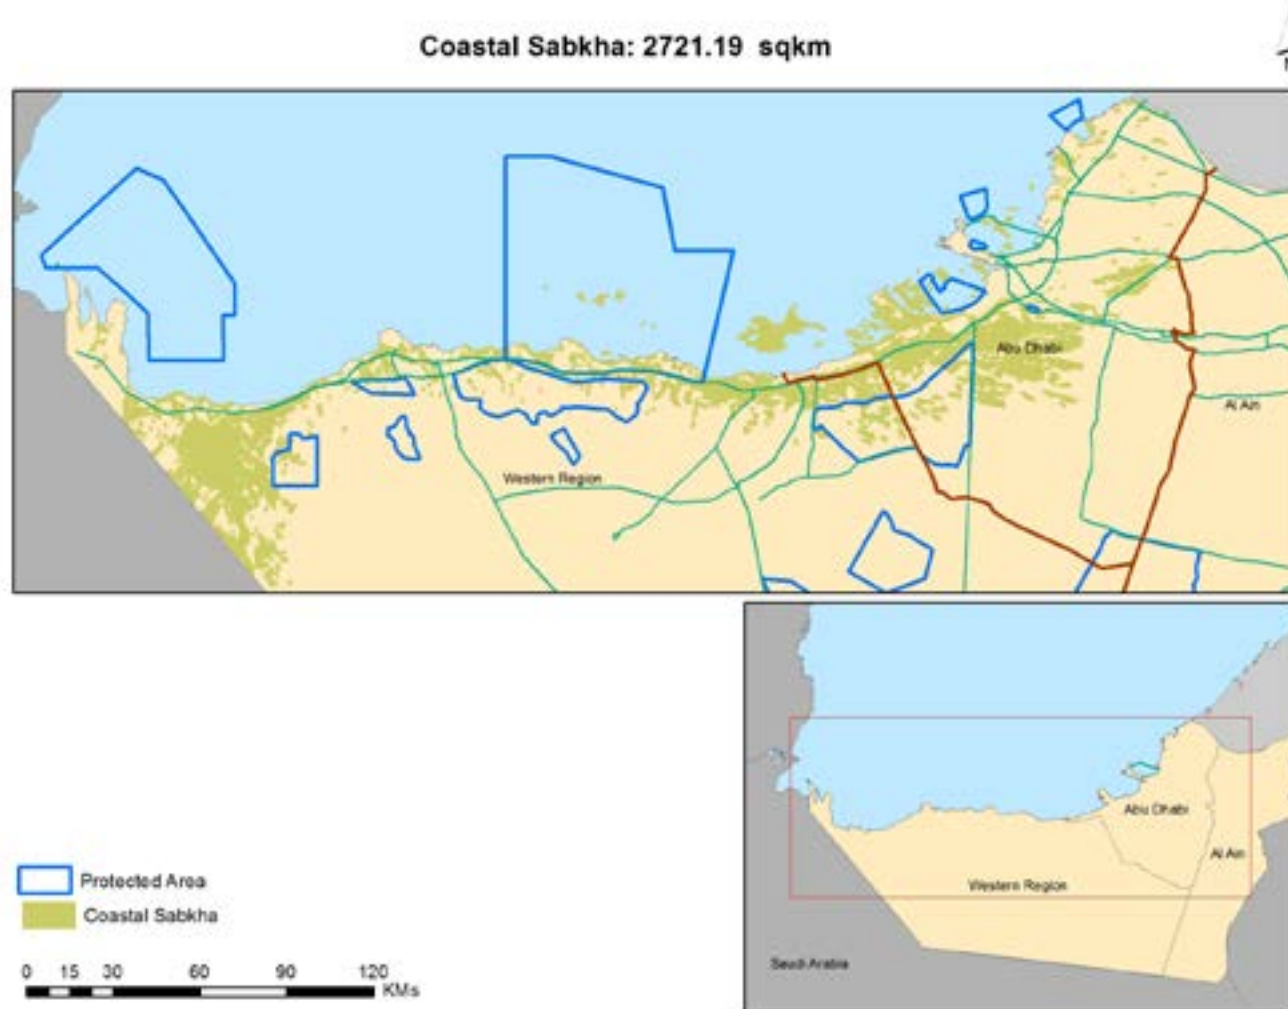 Coastal Sabkha: 2721.19 sqkm
Abu Dhabi
Al Ain
Western Region
Abu Dhabi
Al Ain
Western Region
Saudi Arabia
Protected Area
Coastal Sabkha
0 15 30 60 90 120
KMs